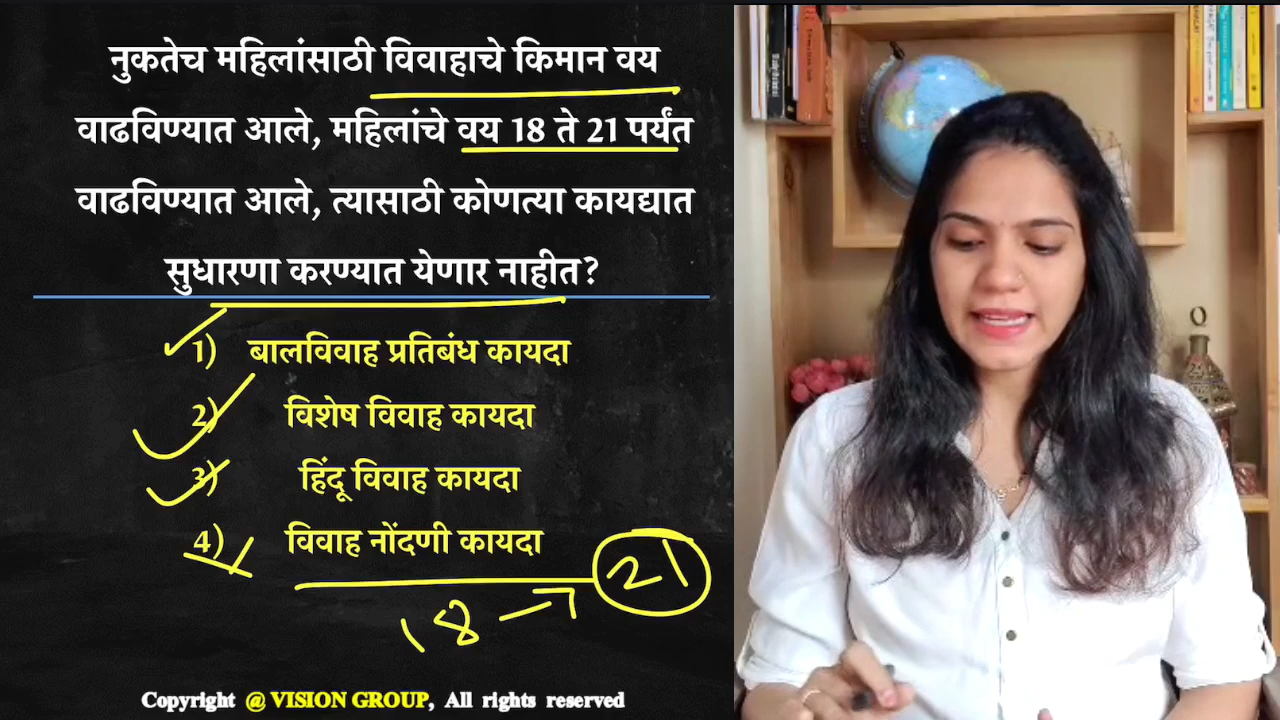 नुकतेच महिलांसाठी विवाहाचे किमान वय
वाढविण्यात आले, महिलांचे वय 18 ते 21 पर्यंत
वाढविण्यात आले, त्यासाठी कोणत्या कायद्यात
सुधारणा करण्यात येणार नाहीत?
1) बालविवाह प्रतिबंध कायदा
2) विशेष विवाह कायदा
3) हिंदू विवाह कायदा
4) विवाह नोंदणी कायदा
21
18
Copyright @ VISION GROUP, All rights reserved